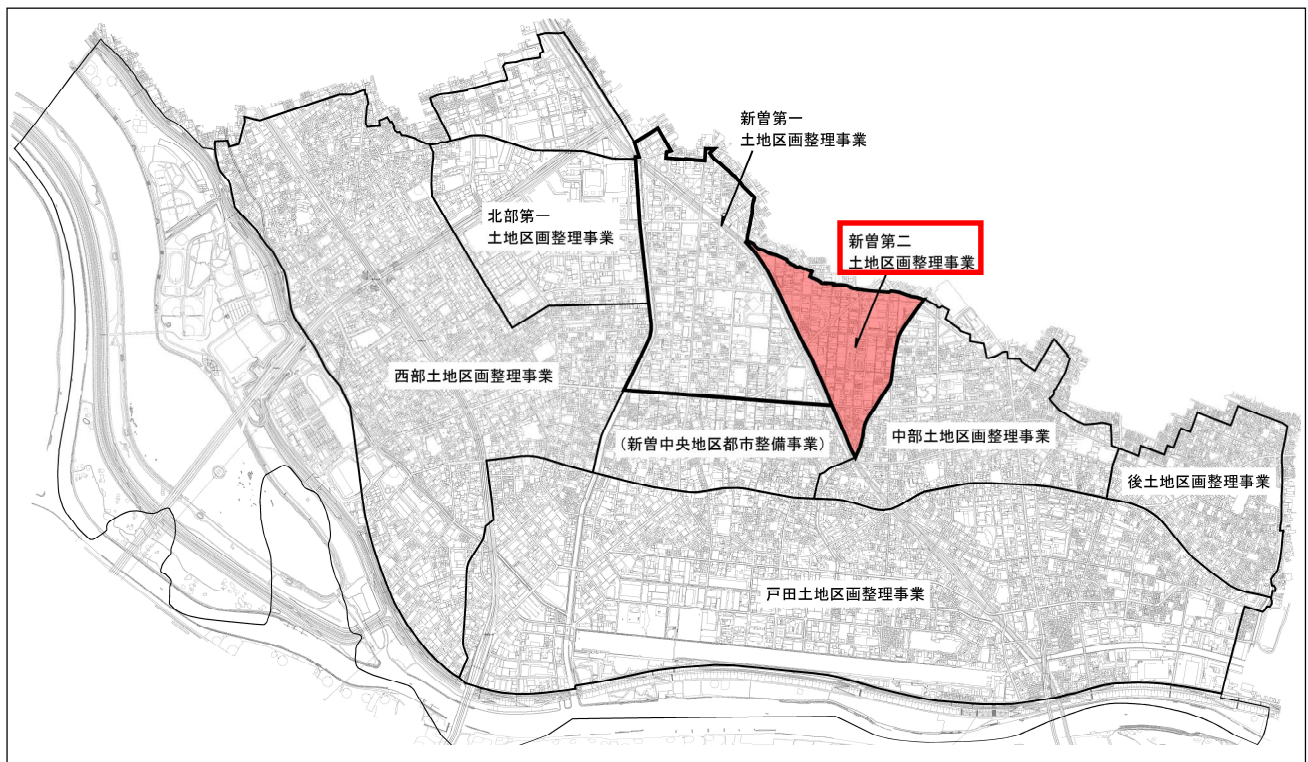 新曽第一
土地区画整理事業
北部第一
土地区画整理事業
新曽第二
土地区画整理事業
西部土地区画整理事業
(新曽中央地区都市整備事業)
中部土地区画整理事業
後土地区画整理事業
戸田土地区画整理事業